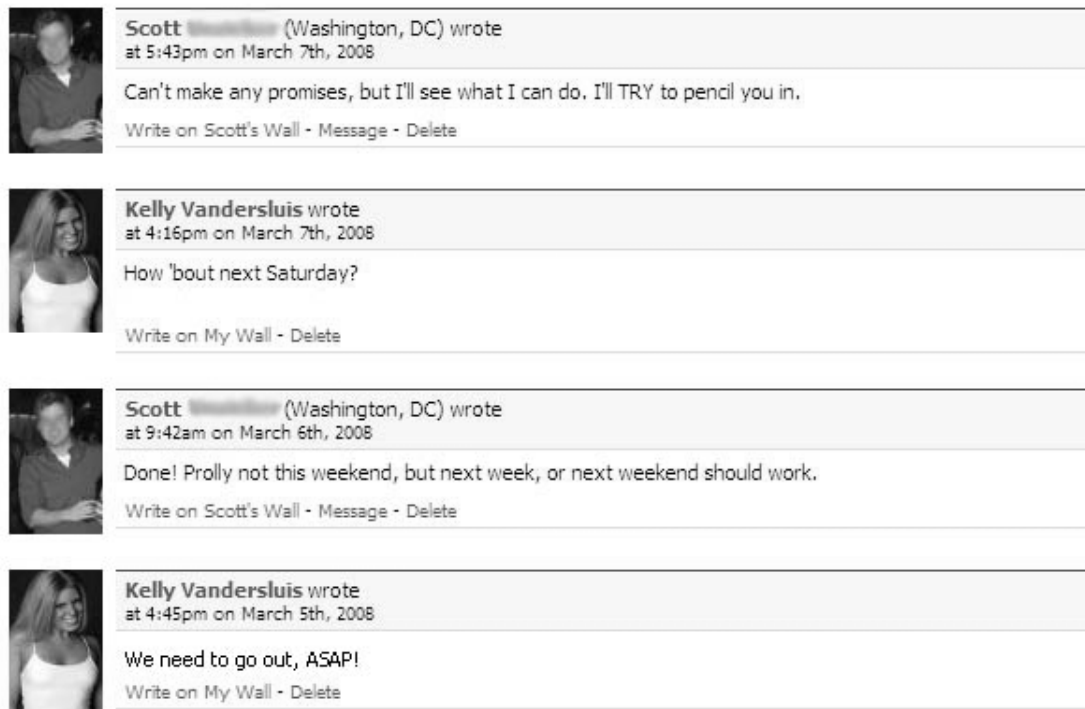 Scott (Washington, DC) wrote
at 5:43pm on March 7th, 2008
Can't make any promises, but I'll see what I can do. I'll TRY to pencil you in.
Write on Scott's Wall - Message - Delete
Kelly Vandersluis wrote
at 4:16pm on March 7th, 2008
How 'bout next Saturday?
Write on My Wall - Delete
Scott (Washington, DC) wrote
at 9:42am on March 6th, 2008
Done! Prolly not this weekend, but next week, or next weekend should work.
Write on Scott's Wall - Message - Delete
Kelly Vandersluis wrote
at 4:45pm on March 5th, 2008
We need to go out, ASAP!
Write on My Wall - Delete